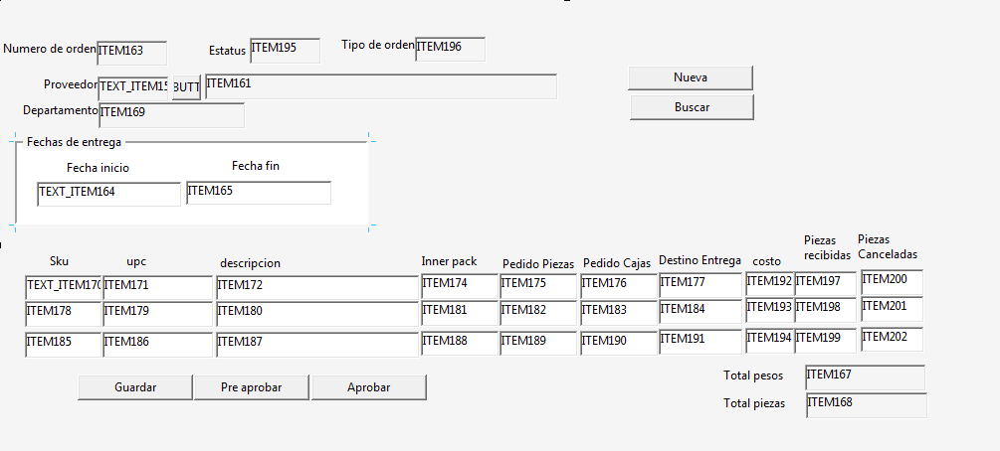 Numero de orden ITEM163 Estatus ITEM195 Tipo de orden ITEM196
Proveedor TEXT_ITEM15 BUTT ITEM161 Nueva
Departamento ITEM169 Buscar
Fechas de entrega
Fecha inicio Fecha fin
TEXT_ITEM164 ITEM165
Sku upc descripcion Inner pack Pedido Piezas Pedido Cajas Destino Entrega costo Piezas recibidas Piezas Canceladas
TEXT_ITEM170 ITEM171 ITEM172 ITEM174 ITEM175 ITEM176 ITEM177 ITEM192 ITEM197 ITEM200
ITEM178 ITEM179 ITEM180 ITEM181 ITEM182 ITEM183 ITEM184 ITEM193 ITEM198 ITEM201
ITEM185 ITEM186 ITEM187 ITEM188 ITEM189 ITEM190 ITEM191 ITEM194 ITEM199 ITEM202
Guardar Pre aprobar Aprobar Total pesos ITEM167
Total piezas ITEM168